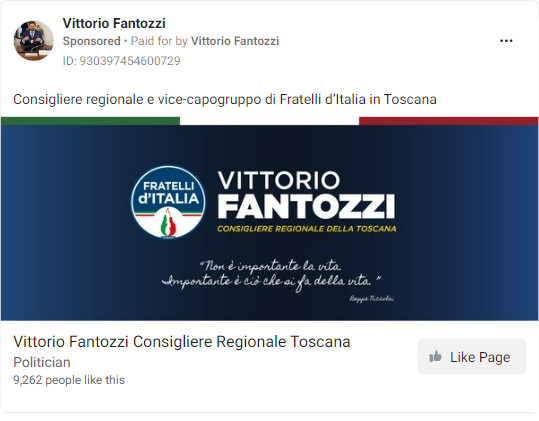 Vittorio Fantozzi
Sponsored • Paid for by Vittorio Fantozzi
ID: 930397454600729
Consigliere regionale e vice-capogruppo di Fratelli d'Italia in Toscana
FRATELLI
d'ITALIA
VITTORIO
FANTOZZI
CONSIGLIERE REGIONALE DELLA TOSCANA
"Non è importante la vita
Importante è ciò che si fa della vita"
Beppe Niccolai
Vittorio Fantozzi Consigliere Regionale Toscana
Politician
9,262 people like this
Like Page